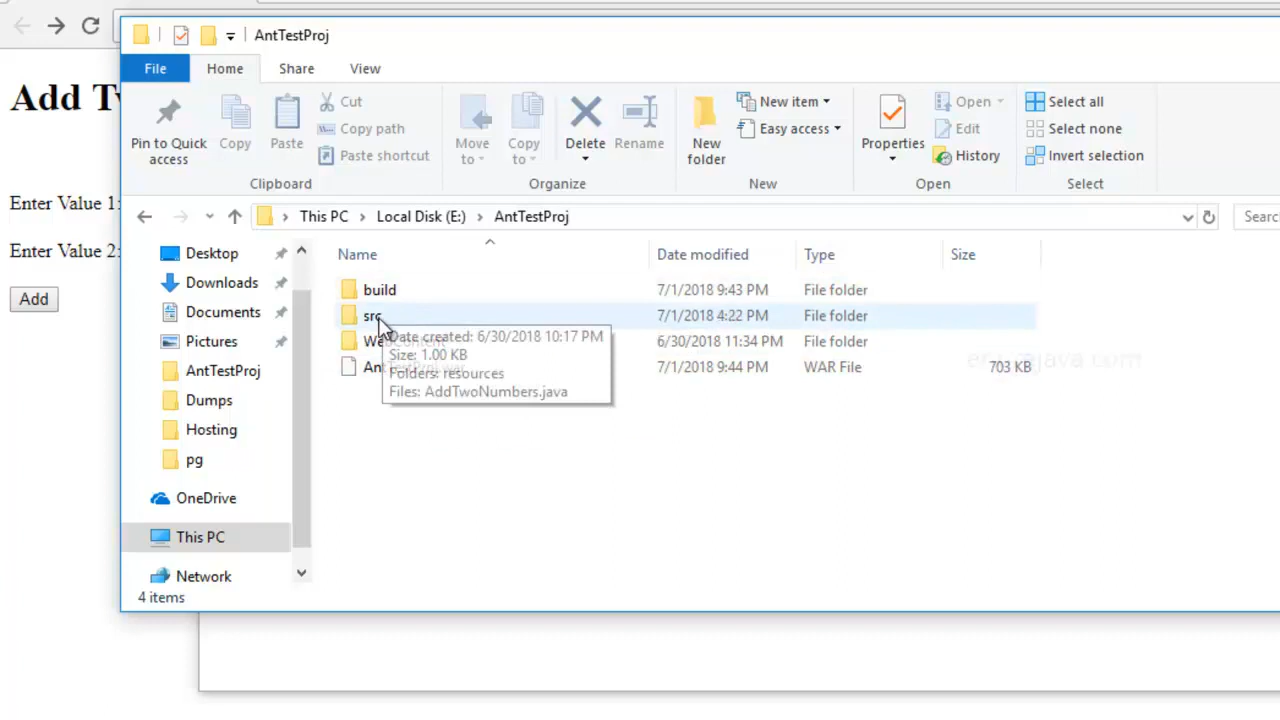 AntTestProj
File Home Share View
Add Tw
Pin to Quick access
Copy
Paste
Cut
Copy path
Paste shortcut
Clipboard
Move to
Copy to
Delete
Rename
Organize
New folder
New item
Easy access
New
Properties
Open
Edit
History
Open
Select all
Select none
Invert selection
Select
Enter Value 1:
Enter Value 2:
Add
This PC > Local Disk (E:) > AntTestProj
Searc
Desktop
Downloads
Documents
Pictures
AntTestProj
Dumps
Hosting
pg
OneDrive
This PC
Network
Name Date modified Type Size
build 7/1/2018 9:43 PM File folder
src 7/1/2018 4:22 PM File folder
WebContent 6/30/2018 11:34 PM File folder
AntTestProj.war 7/1/2018 9:44 PM WAR File 703 KB
Date created: 6/30/2018 10:17 PM
Size: 1.00 KB
Folders: resources
Files: AddTwoNumbers.java
4 items